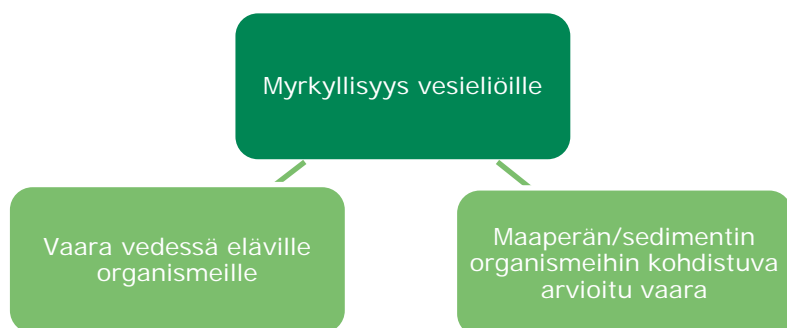 Myrkyllisyys vesieliöille
Vaara vedessä eläville
organismeille
Maaperän/sedimentin
organismeihin kohdistuva
arvioitu vaara